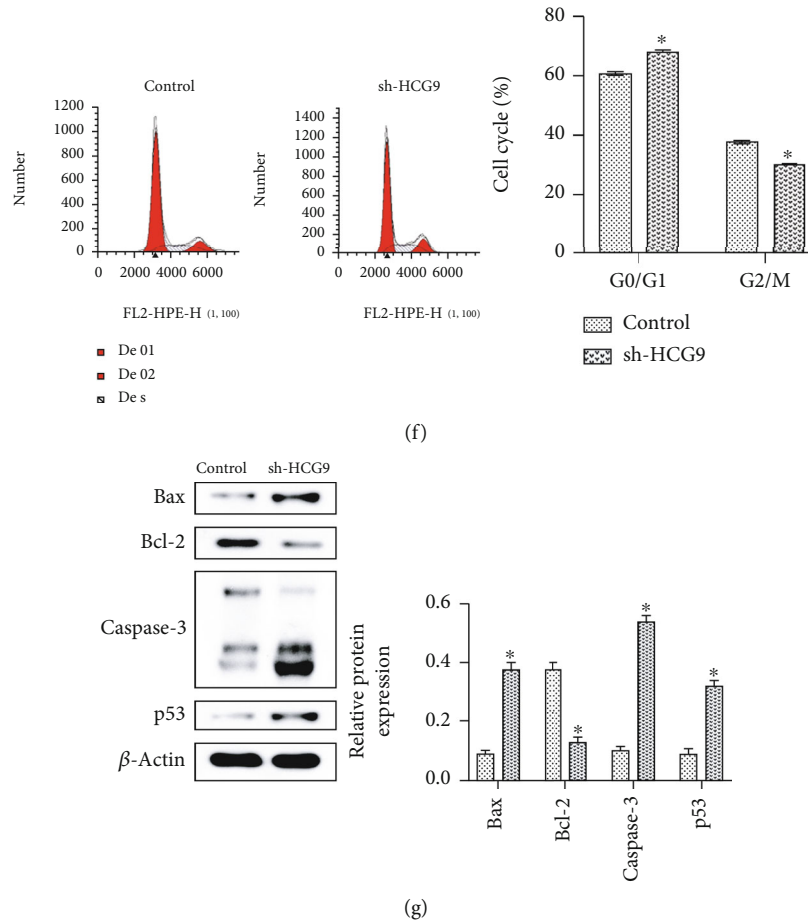 Control
Number
1200
1000
800
600
400
200
0
0 2000 4000 6000
FL2-HPE-H (1, 100)
sh-HCG9
Number
1400
1200
1000
800
600
400
200
0
0 2000 4000 6000
FL2-HPE-H (1, 100)
De 01
De 02
De s
Cell cycle (%)
80
60
40
20
0
*
*
G0/G1 G2/M
Control
sh-HCG9
(f)
Control sh-HCG9
Bax
Bcl-2
Caspase-3
p53
β-Actin
Relative protein
expression
0.6
0.4
0.2
0.0
*
*
*
*
Bax
Bcl-2
Caspase-3
p53
(g)